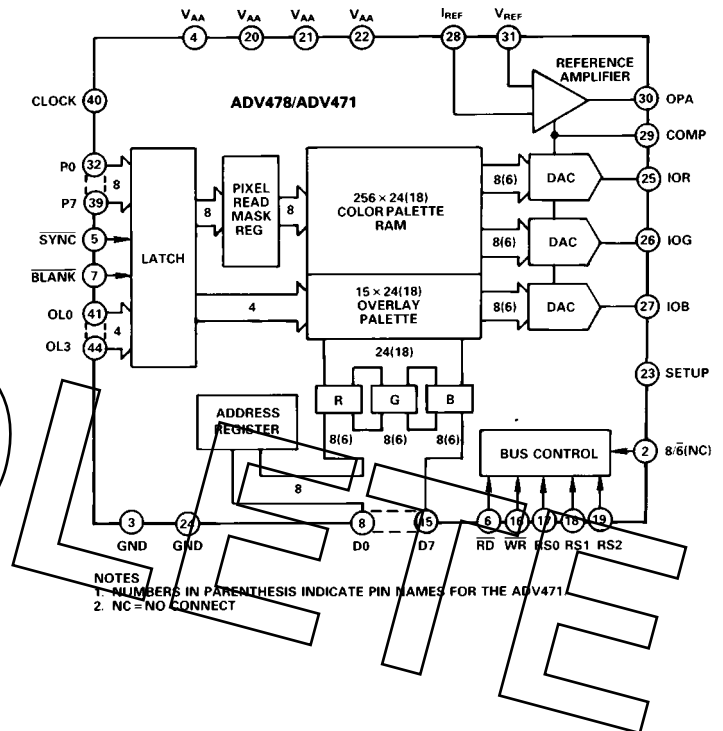 V_AA V_AA V_AA V_AA I_REF V_REF
4 20 21 22 28 31
REFERENCE
AMPLIFIER
CLOCK 40
ADV478/ADV471
30 OPA
29 COMP
P0 32
8
P7 39
SYNC 5
BLANK 7
OL0 41
4
OL3 44
LATCH
8
PIXEL
READ
MASK
REG
8
256 × 24(18)
COLOR PALETTE
RAM
8(6) DAC 25 IOR
8(6) DAC 26 IOG
4
15 × 24(18)
OVERLAY
PALETTE
8(6) DAC 27 IOB
24(18)
23 SETUP
R G B
8(6) 8(6) 8(6)
ADDRESS
REGISTER
8
BUS CONTROL
2 8/6(NC)
3 24 8 15 6 16 17 18 19
GND GND D0 D7 RD WR RS0 RS1 RS2
NOTES
1. NUMBERS IN PARENTHESIS INDICATE PIN NAMES FOR THE ADV471.
2. NC = NO CONNECT